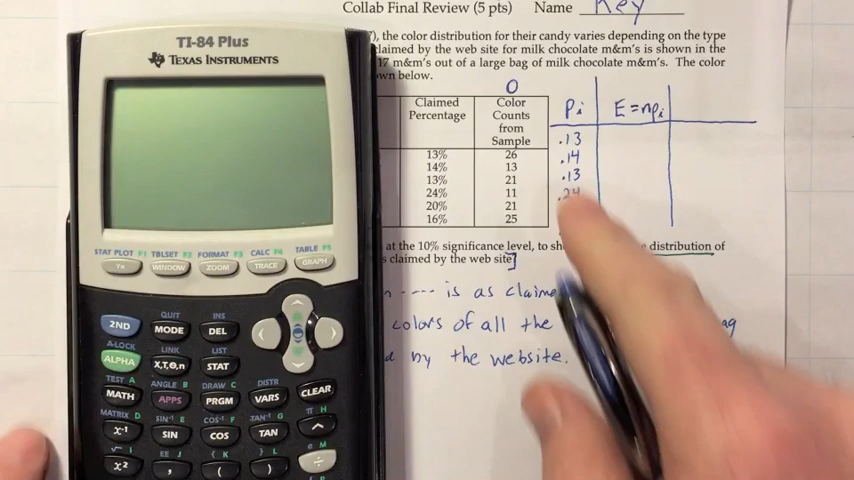 Collab Final Review (5 pts) Name Key
), the color distribution for their candy varies depending on the type
claimed by the web site for milk chocolate m&m's is shown in the
17 m&m's out of a large bag of milk chocolate m&m's. The color
own below.
O
Claimed Percentage
Color Counts from Sample
Pi E = npi
13% 26 .13
14% 13 .14
13% 21 .13
24% 11 .24
20% 21
16% 25
at the 10% significance level, to
distribution of
s claimed by the web site]
---- is as claime
colors of all the
ag
by the website.
TI-84 Plus
TEXAS INSTRUMENTS
STAT PLOT F1 TBLSET F2 FORMAT F3 CALC F4 TABLE F5
Y= WINDOW ZOOM TRACE GRAPH
QUIT INS
2ND MODE DEL
A-LOCK LINK LIST
ALPHA X,T,θ,n STAT
TEST A ANGLE B DRAW C DISTR
MATH APPS PRGM VARS CLEAR
MATRIX D SIN⁻¹ E COS⁻¹ F TAN⁻¹ G π H
x⁻¹ SIN COS TAN ^
√ I EE J { K } L e M
x² , ( ) ÷